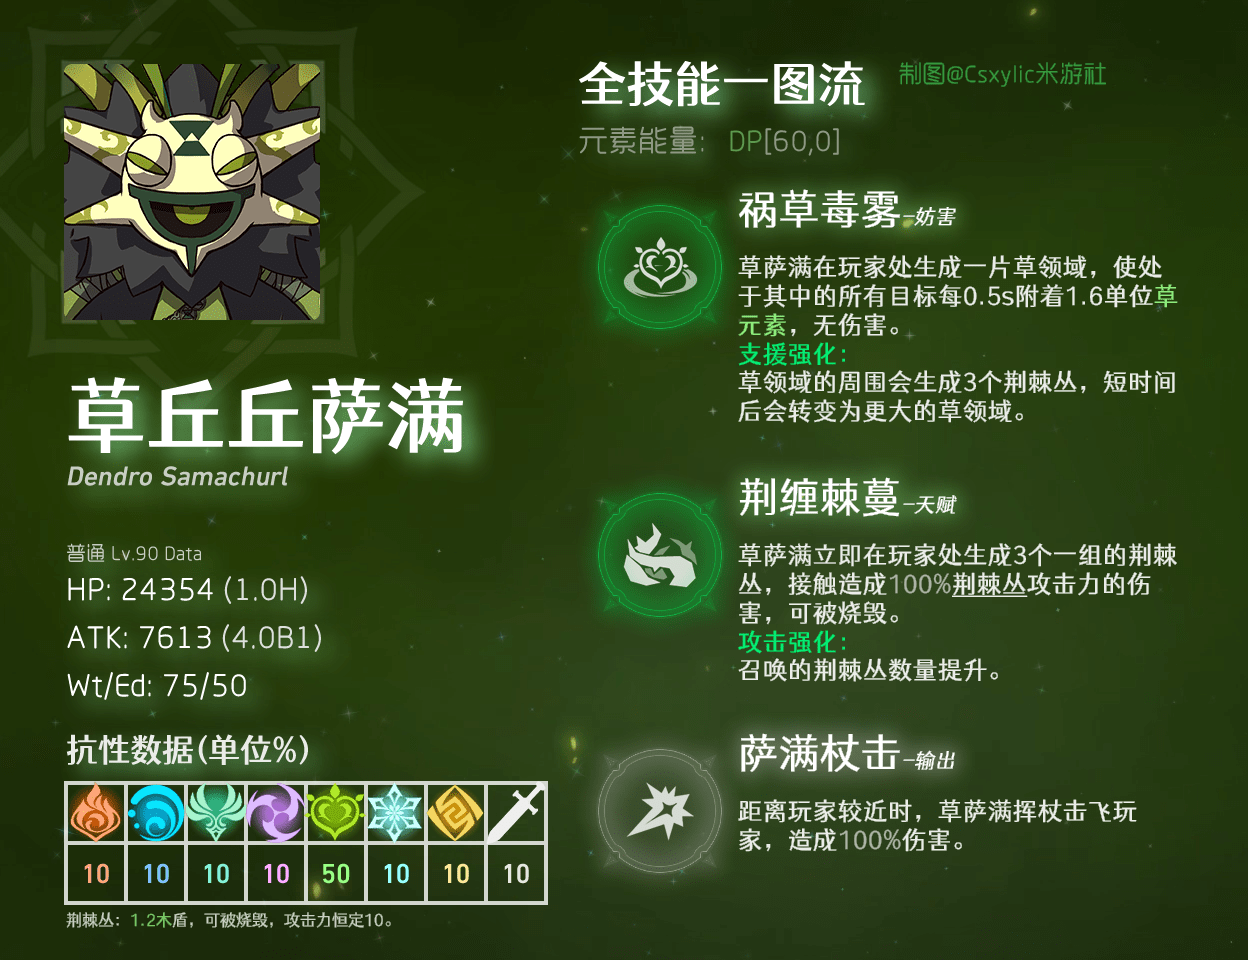 全技能一图流
制图@Csxylic米游社
元素能量： DP[60,0]
草丘丘萨满
Dendro Samachurl
普通 Lv.90 Data
HP: 24354 (1.0H)
ATK: 7613 (4.0B1)
Wt/Ed: 75/50
抗性数据(单位%)
10 10 10 10 50 10 10 10
荆棘丛：1.2木盾，可被烧毁，攻击力恒定10。
祸草毒雾-妨害
草萨满在玩家处生成一片草领域，使处
于其中的所有目标每0.5s附着1.6单位草
元素，无伤害。
支援强化：
草领域的周围会生成3个荆棘丛，短时间
后会转变为更大的草领域。
荆缠棘蔓-天赋
草萨满立即在玩家处生成3个一组的荆棘
丛，接触造成100%荆棘丛攻击力的伤
害，可被烧毁。
攻击强化：
召唤的荆棘丛数量提升。
萨满杖击-输出
距离玩家较近时，草萨满挥杖击飞玩
家，造成100%伤害。